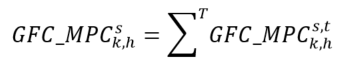 GFC_MPC^s_{k,h} = ∑^T GFC_MPC^{s,t}_{k,h}